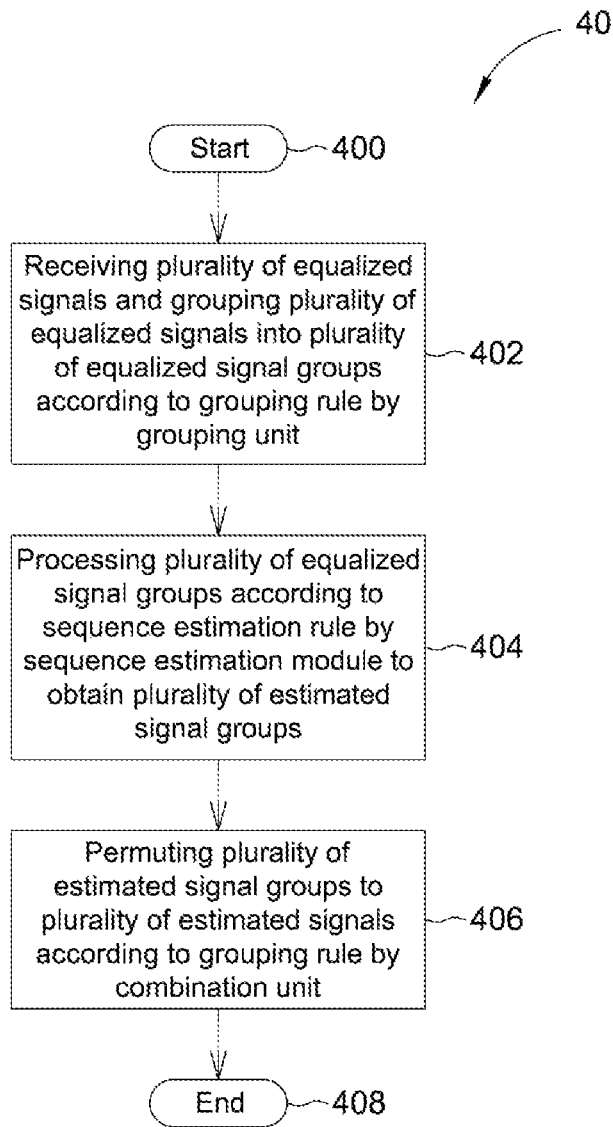 40
Start
400
Receiving plurality of equalized
signals and grouping plurality of
equalized signals into plurality
of equalized signal groups
according to grouping rule by
grouping unit
402
Processing plurality of equalized
signal groups according to
sequence estimation rule by
sequence estimation module to
obtain plurality of estimated
signal groups
404
Permuting plurality of
estimated signal groups to
plurality of estimated signals
according to grouping rule by
combination unit
406
End
408